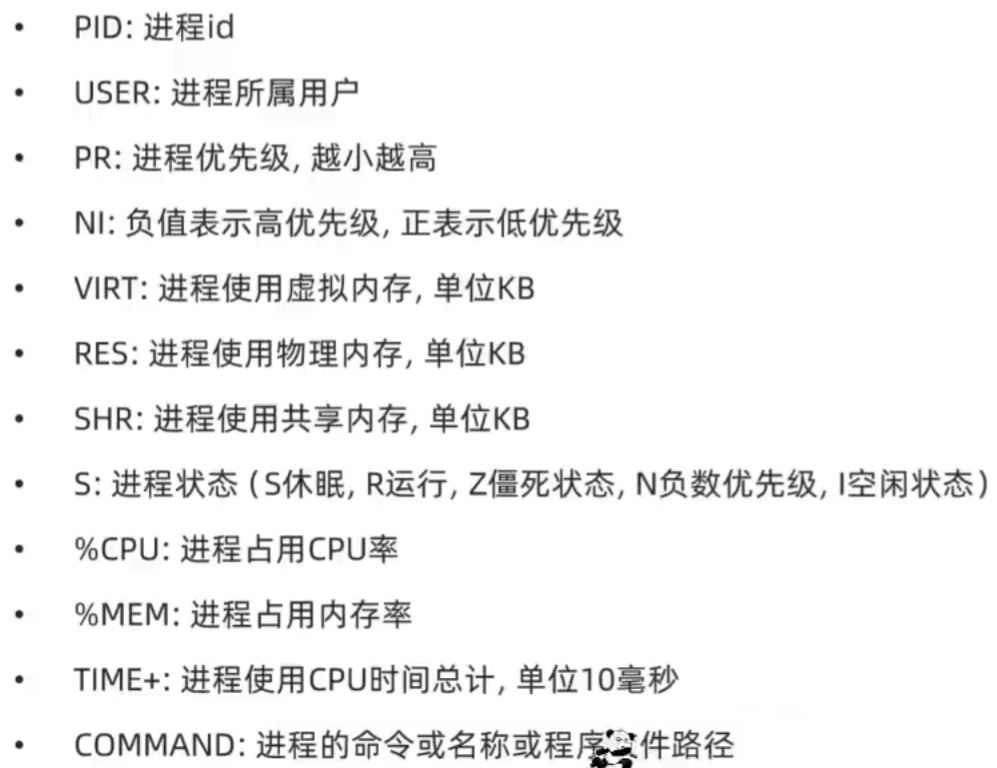 • PID: 进程id
• USER: 进程所属用户
• PR: 进程优先级, 越小越高
• NI: 负值表示高优先级, 正表示低优先级
• VIRT: 进程使用虚拟内存, 单位KB
• RES: 进程使用物理内存, 单位KB
• SHR: 进程使用共享内存, 单位KB
• S: 进程状态（S休眠, R运行, Z僵死状态, N负数优先级, I空闲状态）
• %CPU: 进程占用CPU率
• %MEM: 进程占用内存率
• TIME+: 进程使用CPU时间总计, 单位10毫秒
• COMMAND: 进程的命令或名称或程序件路径